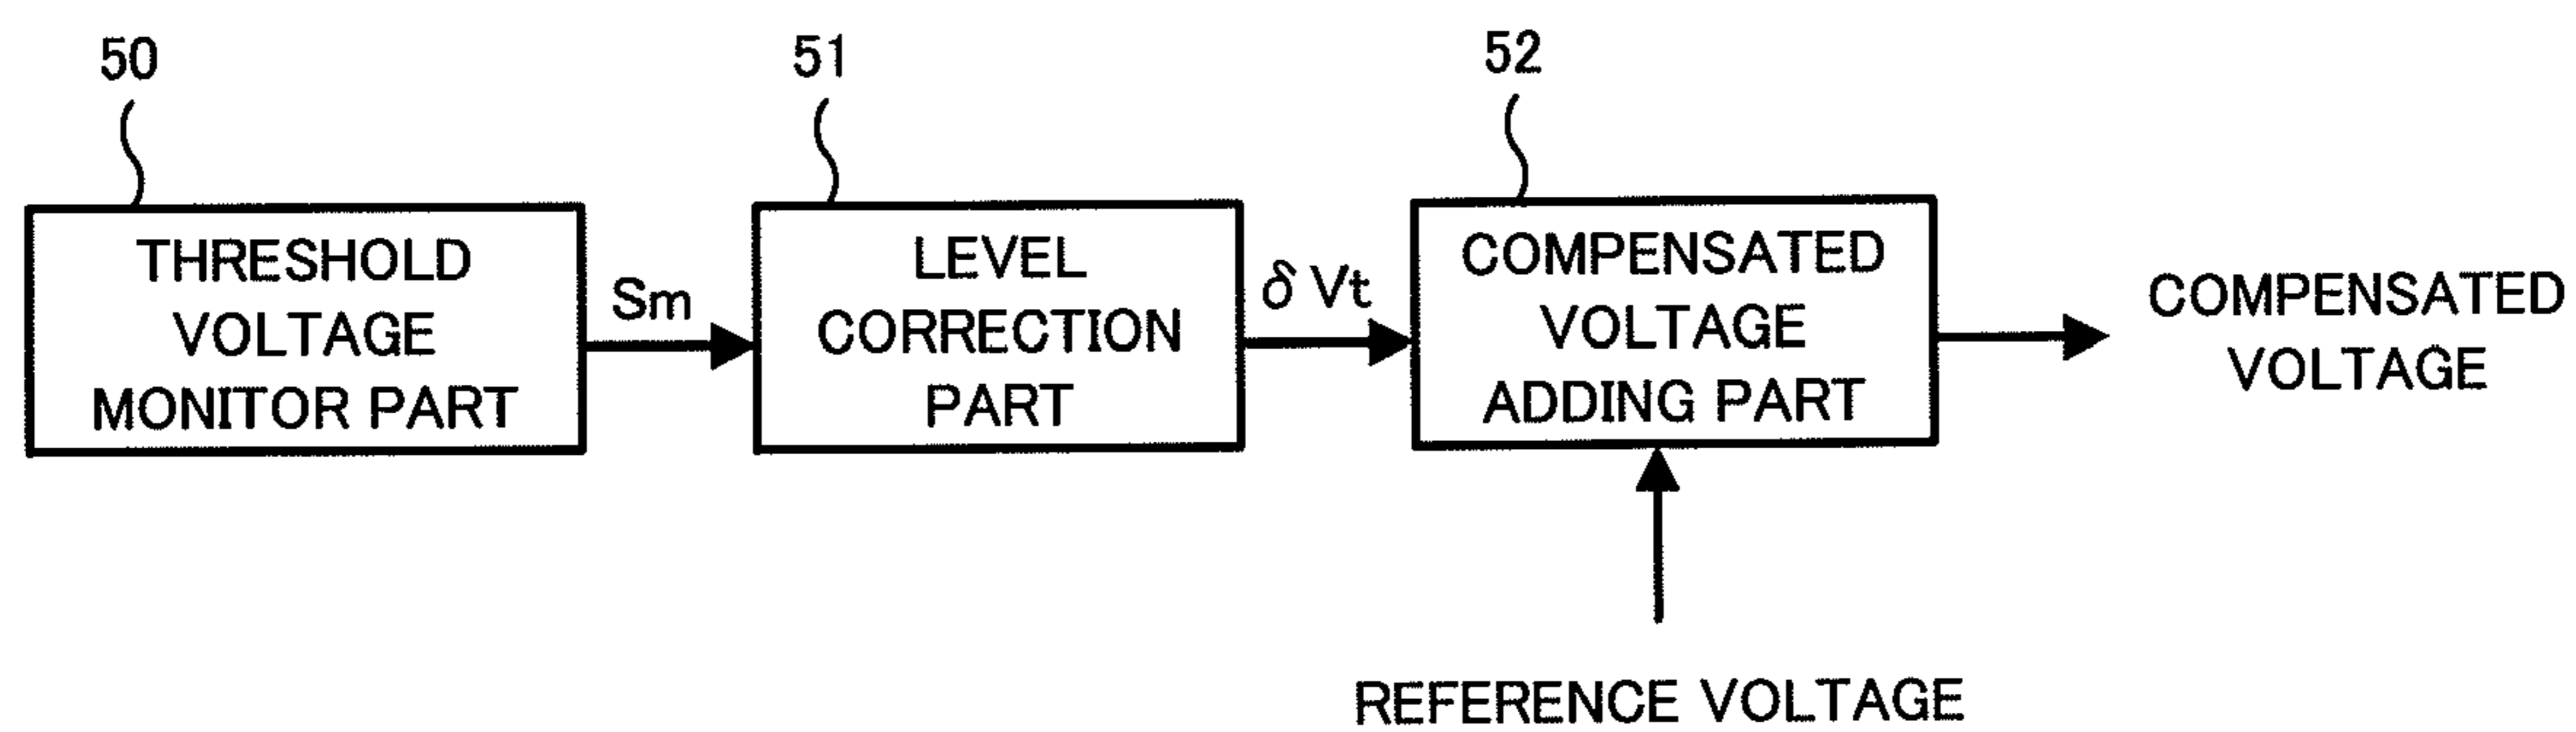 50
51
52
THRESHOLD
VOLTAGE
MONITOR PART
Sm
LEVEL
CORRECTION
PART
δ Vt
COMPENSATED
VOLTAGE
ADDING PART
COMPENSATED
VOLTAGE
REFERENCE VOLTAGE